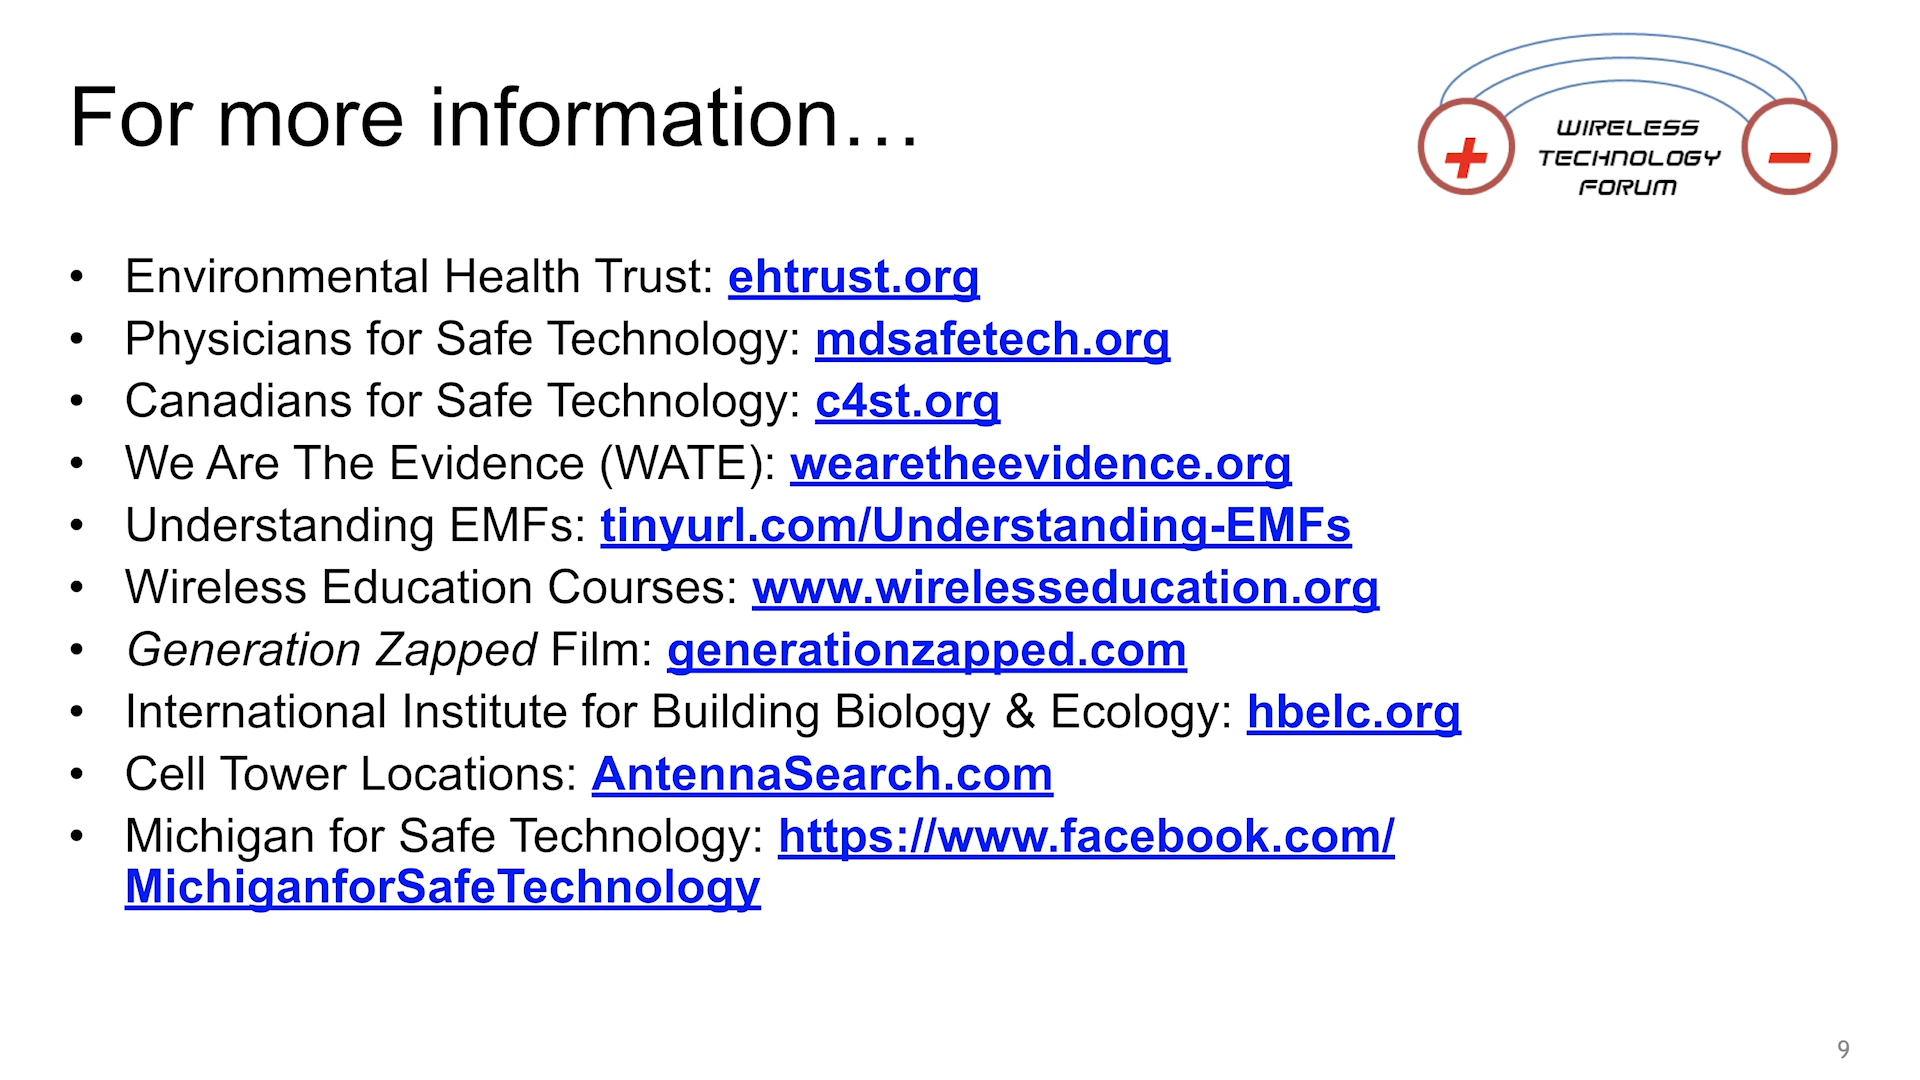 For more information…
+ WIRELESS TECHNOLOGY FORUM −
• Environmental Health Trust: ehtrust.org
• Physicians for Safe Technology: mdsafetech.org
• Canadians for Safe Technology: c4st.org
• We Are The Evidence (WATE): wearetheevidence.org
• Understanding EMFs: tinyurl.com/Understanding-EMFs
• Wireless Education Courses: www.wirelesseducation.org
• Generation Zapped Film: generationzapped.com
• International Institute for Building Biology & Ecology: hbelc.org
• Cell Tower Locations: AntennaSearch.com
• Michigan for Safe Technology: https://www.facebook.com/
MichiganforSafeTechnology
9